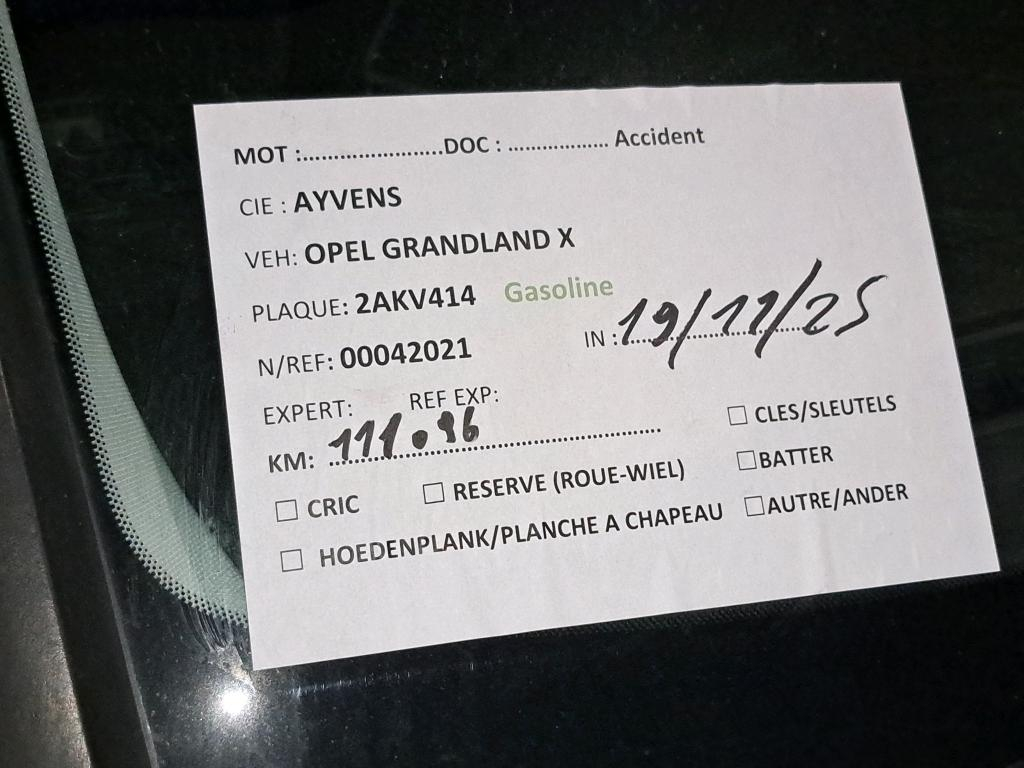 MOT :........................DOC : .................. Accident
CIE : AYVENS
VEH: OPEL GRANDLAND X
PLAQUE: 2AKV414 Gasoline
IN : 19/11/25
N/REF: 00042021
EXPERT: REF EXP:
KM: 111.96
☐ CLES/SLEUTELS
☐ CRIC ☐ RESERVE (ROUE-WIEL) ☐BATTER
☐ HOEDENPLANK/PLANCHE A CHAPEAU ☐AUTRE/ANDER